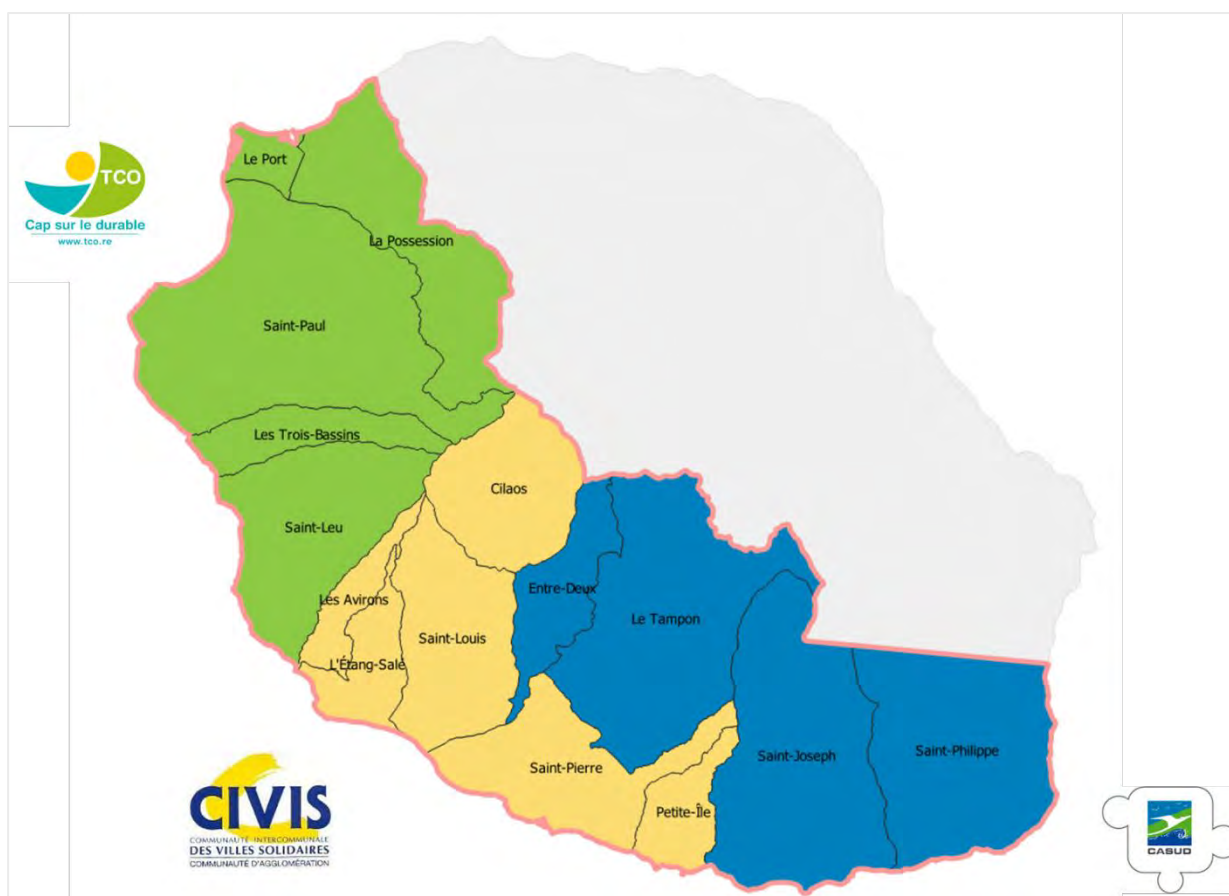 Le Port
TCO
Cap sur le durable
www.tco.re
La Possession
Saint-Paul
Les Trois-Bassins
Cilaos
Saint-Leu
Entre-Deux
Les Avirons
Le Tampon
Saint-Louis
L'Étang-Salé
Saint-Philippe
Saint-Joseph
Saint-Pierre
Petite-Île
CIVIS
COMMUNAUTÉ INTERCOMMUNALE
DES VILLES SOLIDAIRES
COMMUNAUTÉ D'AGGLOMÉRATION
CASUD